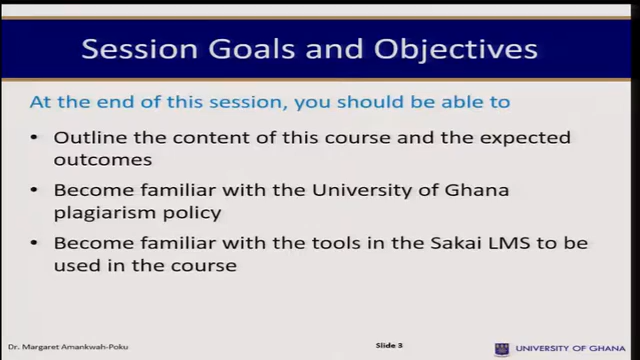 Session Goals and Objectives
At the end of this session, you should be able to
• Outline the content of this course and the expected
outcomes
• Become familiar with the University of Ghana
plagiarism policy
• Become familiar with the tools in the Sakai LMS to be
used in the course
Dr. Margaret Amankwah-Poku
Slide 3
UNIVERSITY OF GHANA